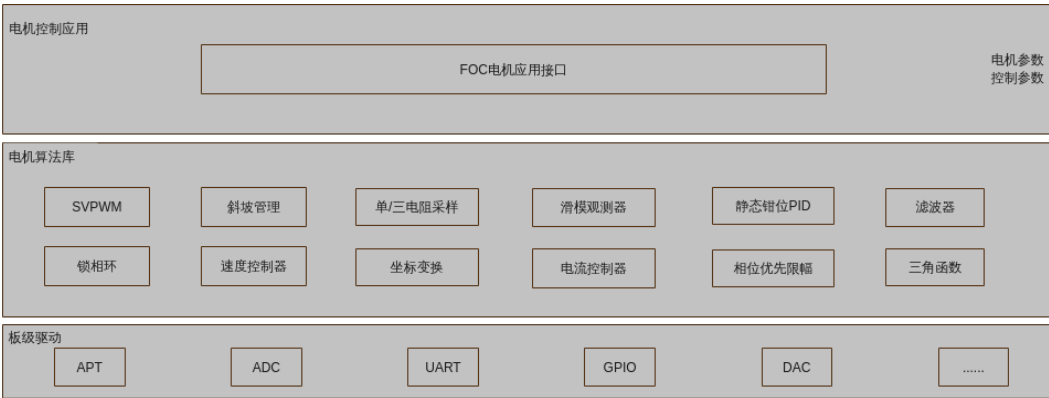 电机控制应用
FOC电机应用接口
电机参数
控制参数
电机算法库
SVPWM
斜坡管理
单/三电阻采样
滑模观测器
静态钳位PID
滤波器
锁相环
速度控制器
坐标变换
电流控制器
相位优先限幅
三角函数
板级驱动
APT
ADC
UART
GPIO
DAC
......